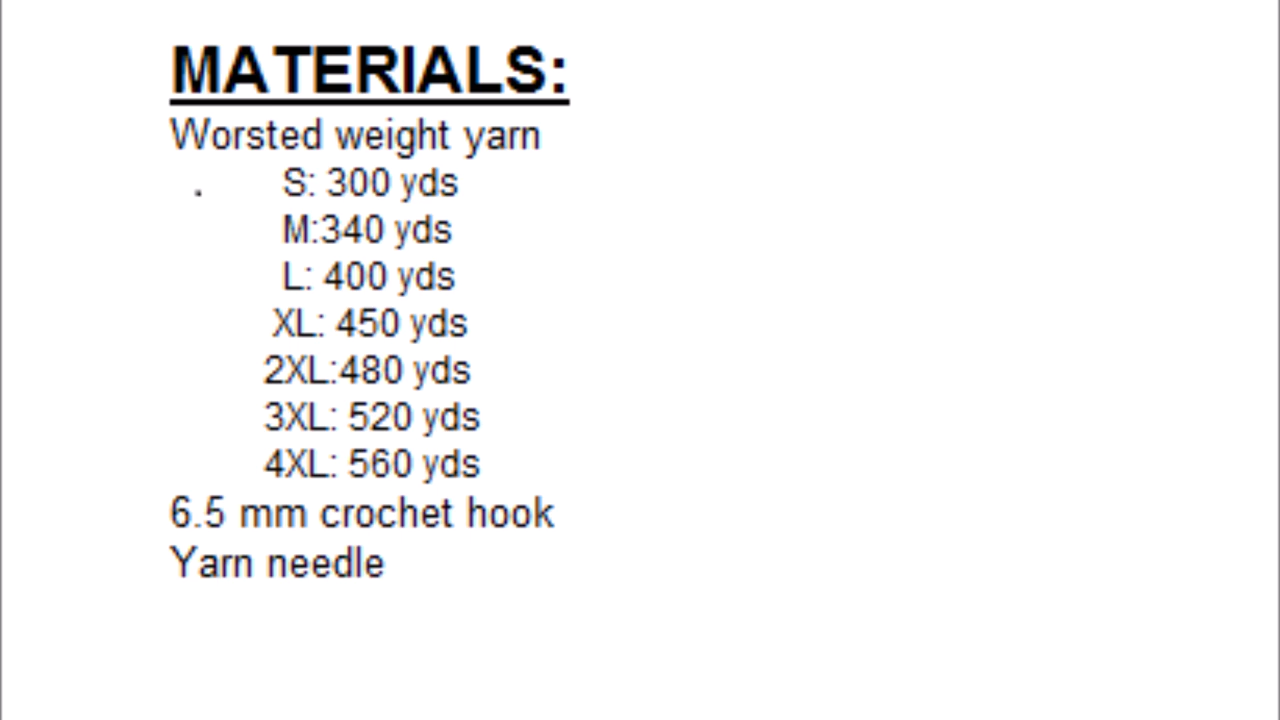 MATERIALS:
Worsted weight yarn
. S: 300 yds
M:340 yds
L: 400 yds
XL: 450 yds
2XL:480 yds
3XL: 520 yds
4XL: 560 yds
6.5 mm crochet hook
Yarn needle